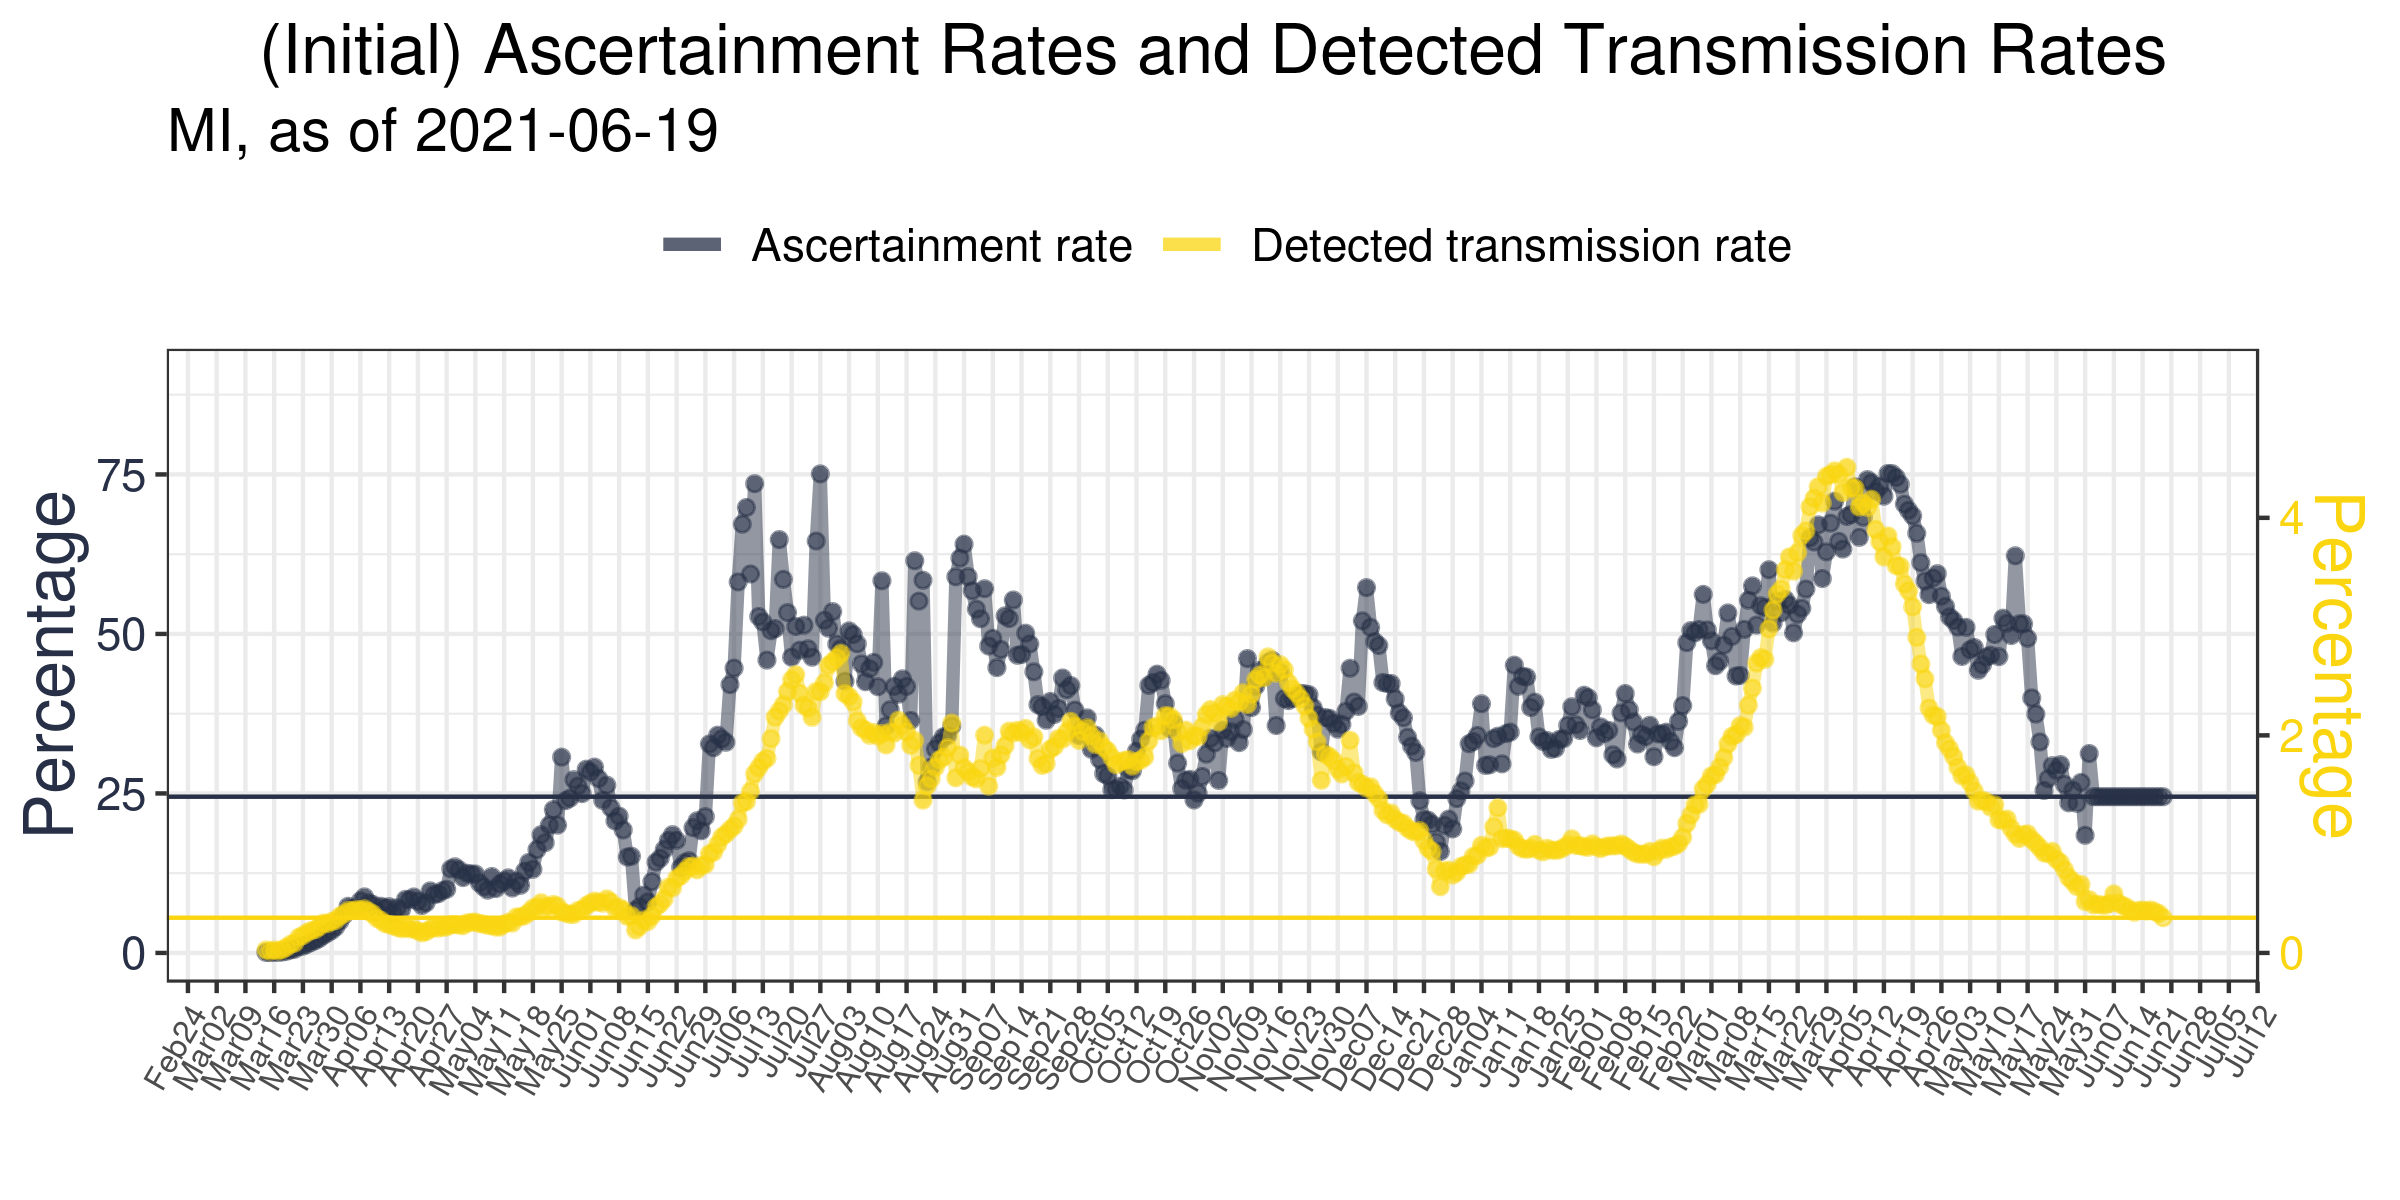 (Initial) Ascertainment Rates and Detected Transmission Rates
MI, as of 2021-06-19
Ascertainment rate Detected transmission rate
Percentage
75
50
25
0
4
2
0
Percentage
Feb24 Mar02 Mar09 Mar16 Mar23 Mar30 Apr06 Apr13 Apr20 Apr27 May04 May11 May18 May25 Jun01 Jun08 Jun15 Jun22 Jun29 Jul06 Jul13 Jul20 Jul27 Aug03 Aug10 Aug17 Aug24 Aug31 Sep07 Sep14 Sep21 Sep28 Oct05 Oct12 Oct19 Oct26 Nov02 Nov09 Nov16 Nov23 Nov30 Dec07 Dec14 Dec21 Dec28 Jan04 Jan11 Jan18 Jan25 Feb01 Feb08 Feb15 Feb22 Mar01 Mar08 Mar15 Mar22 Mar29 Apr05 Apr12 Apr19 Apr26 May03 May10 May17 May24 May31 Jun07 Jun14 Jun21 Jun28 Jul05 Jul12